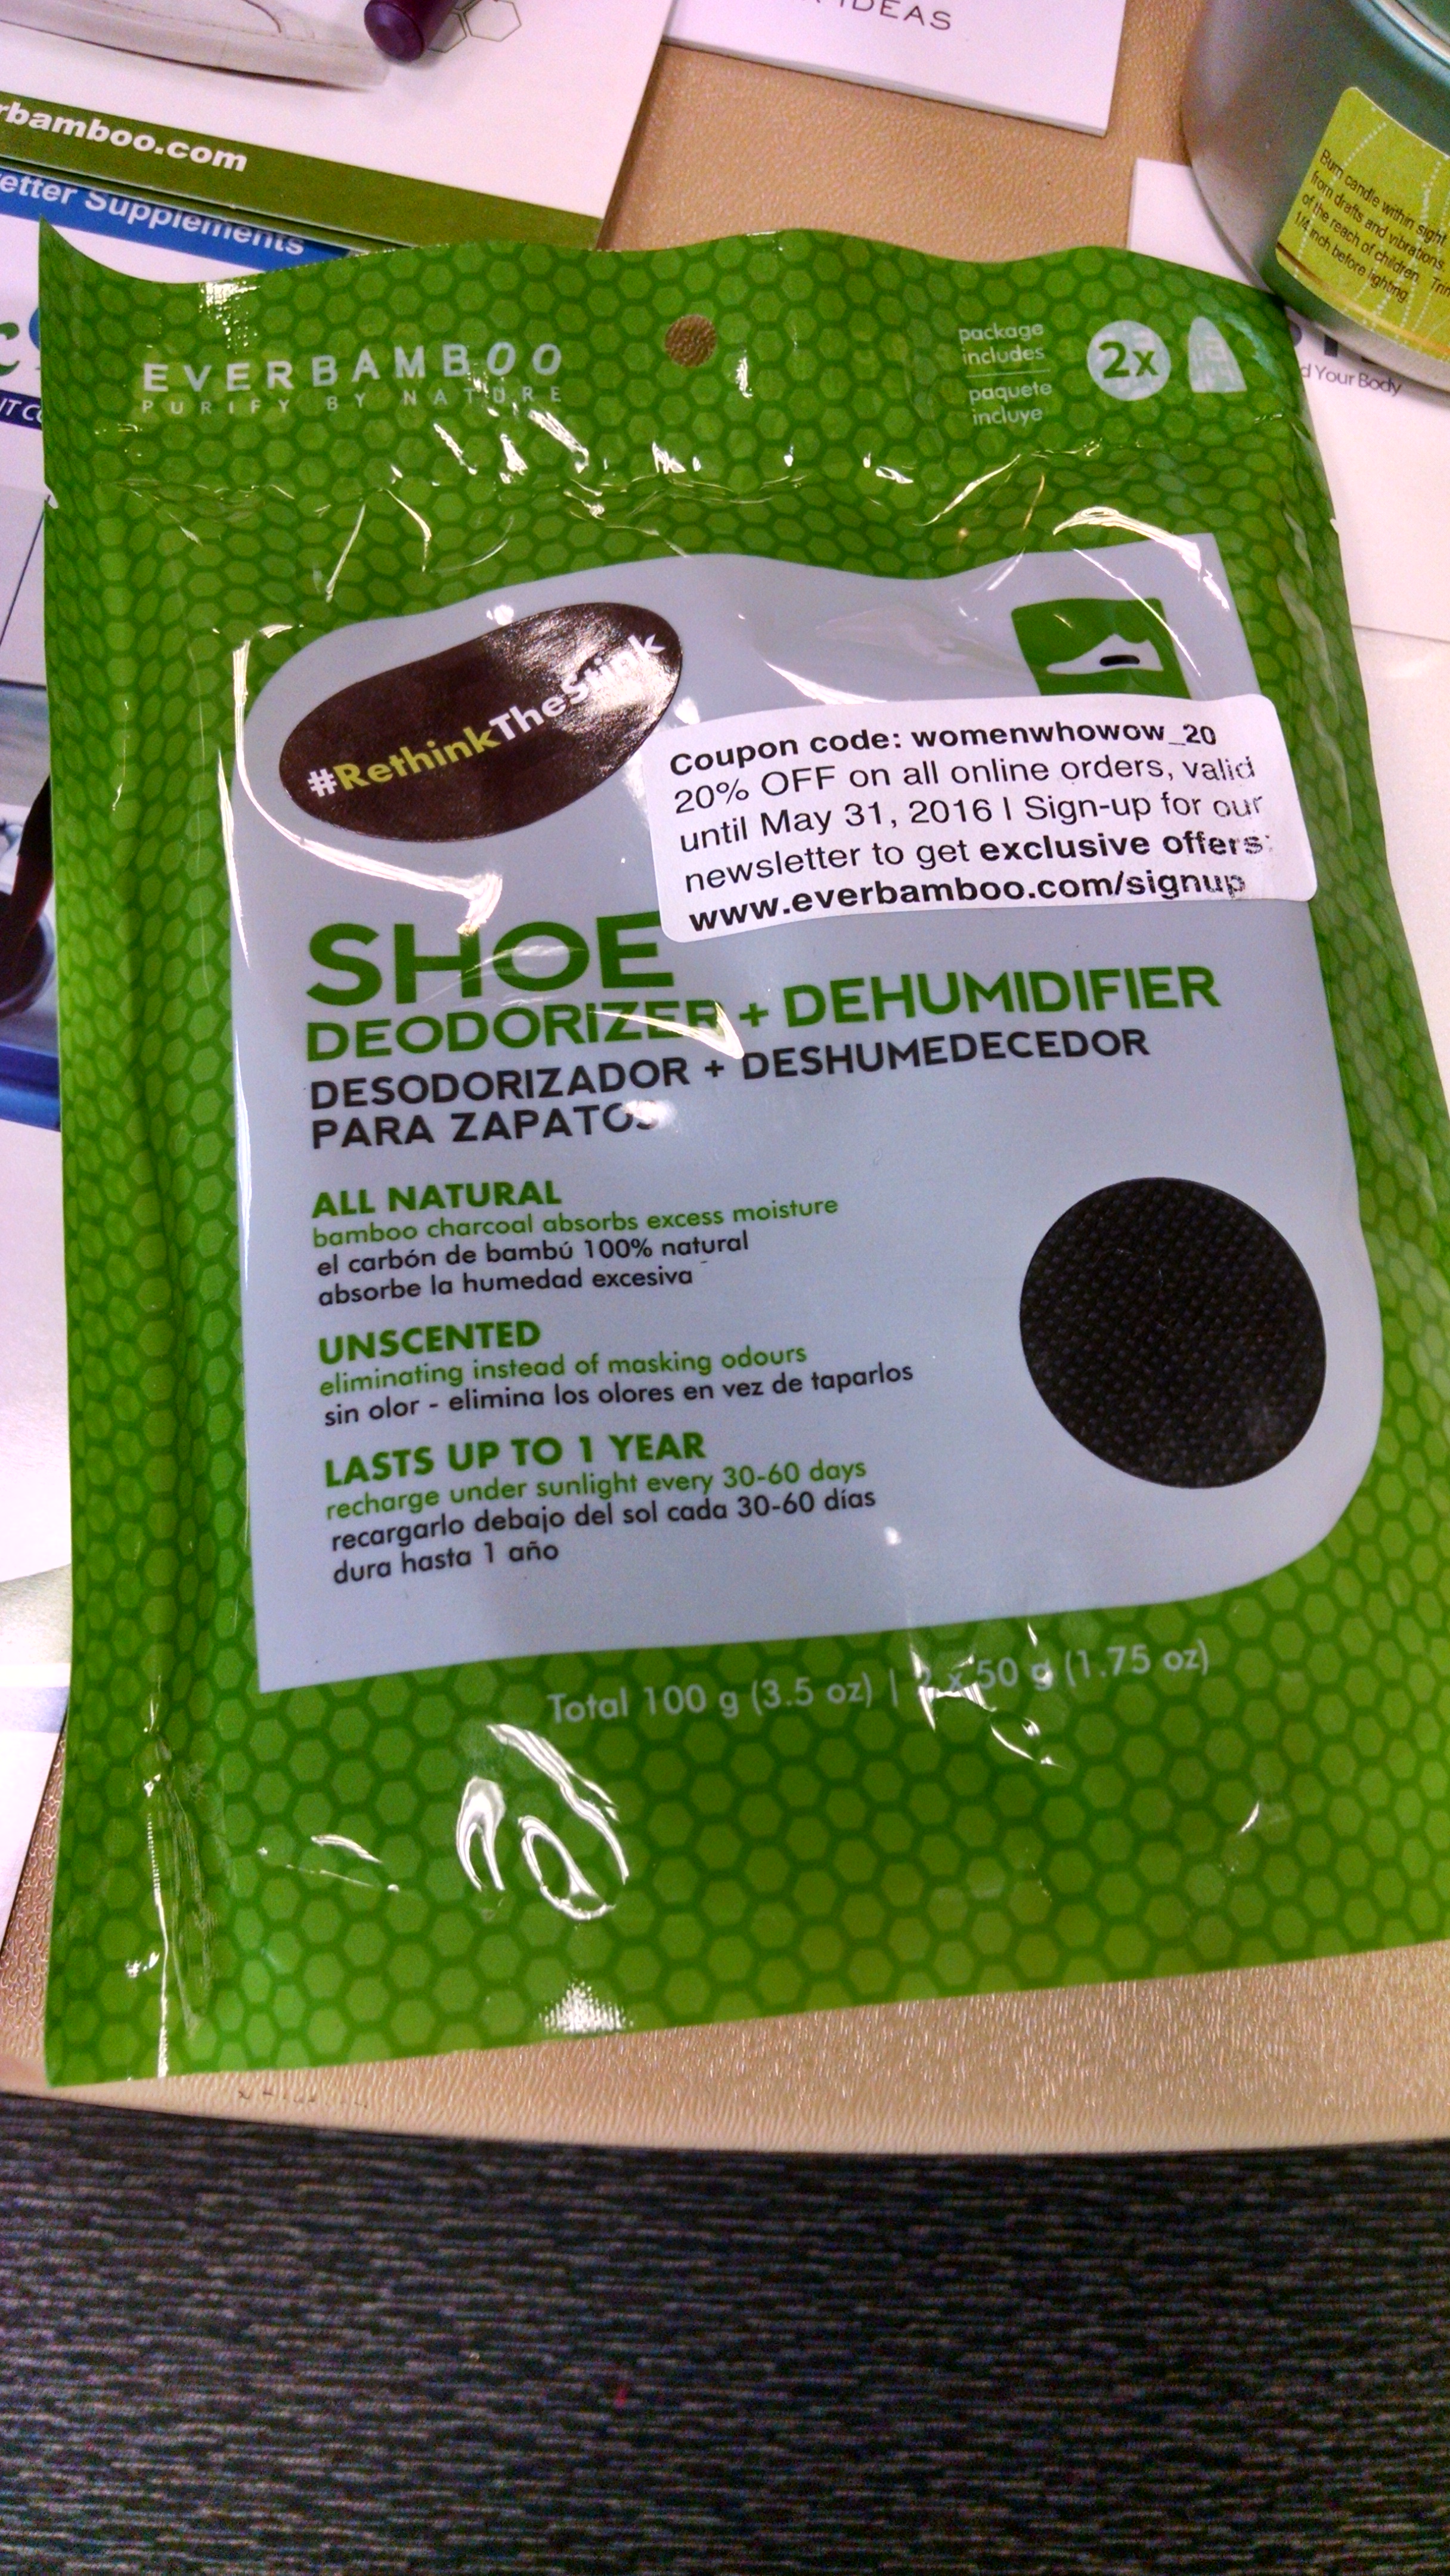 IDEAS
rbamboo.com
etter Supplements
Burn candle within sight
from drafts and vibrations.
of the reach of children. Trim
1/4 inch before lighting.
d Your Body
EVERBAMBOO
PURIFY BY NATURE
package
includes
paquete
incluye
2x
#RethinkTheStink
Coupon code: womenwhowow_20
20% OFF on all online orders, valid
until May 31, 2016 | Sign-up for our
newsletter to get exclusive offers:
www.everbamboo.com/signup
SHOE
DEODORIZER + DEHUMIDIFIER
DESODORIZADOR + DESHUMEDECEDOR
PARA ZAPATOS
ALL NATURAL
bamboo charcoal absorbs excess moisture
el carbón de bambú 100% natural
absorbe la humedad excesiva
UNSCENTED
eliminating instead of masking odours
sin olor - elimina los olores en vez de taparlos
LASTS UP TO 1 YEAR
recharge under sunlight every 30-60 days
recargarlo debajo del sol cada 30-60 días
dura hasta 1 año
Total 100 g (3.5 oz) | 2 x 50 g (1.75 oz)